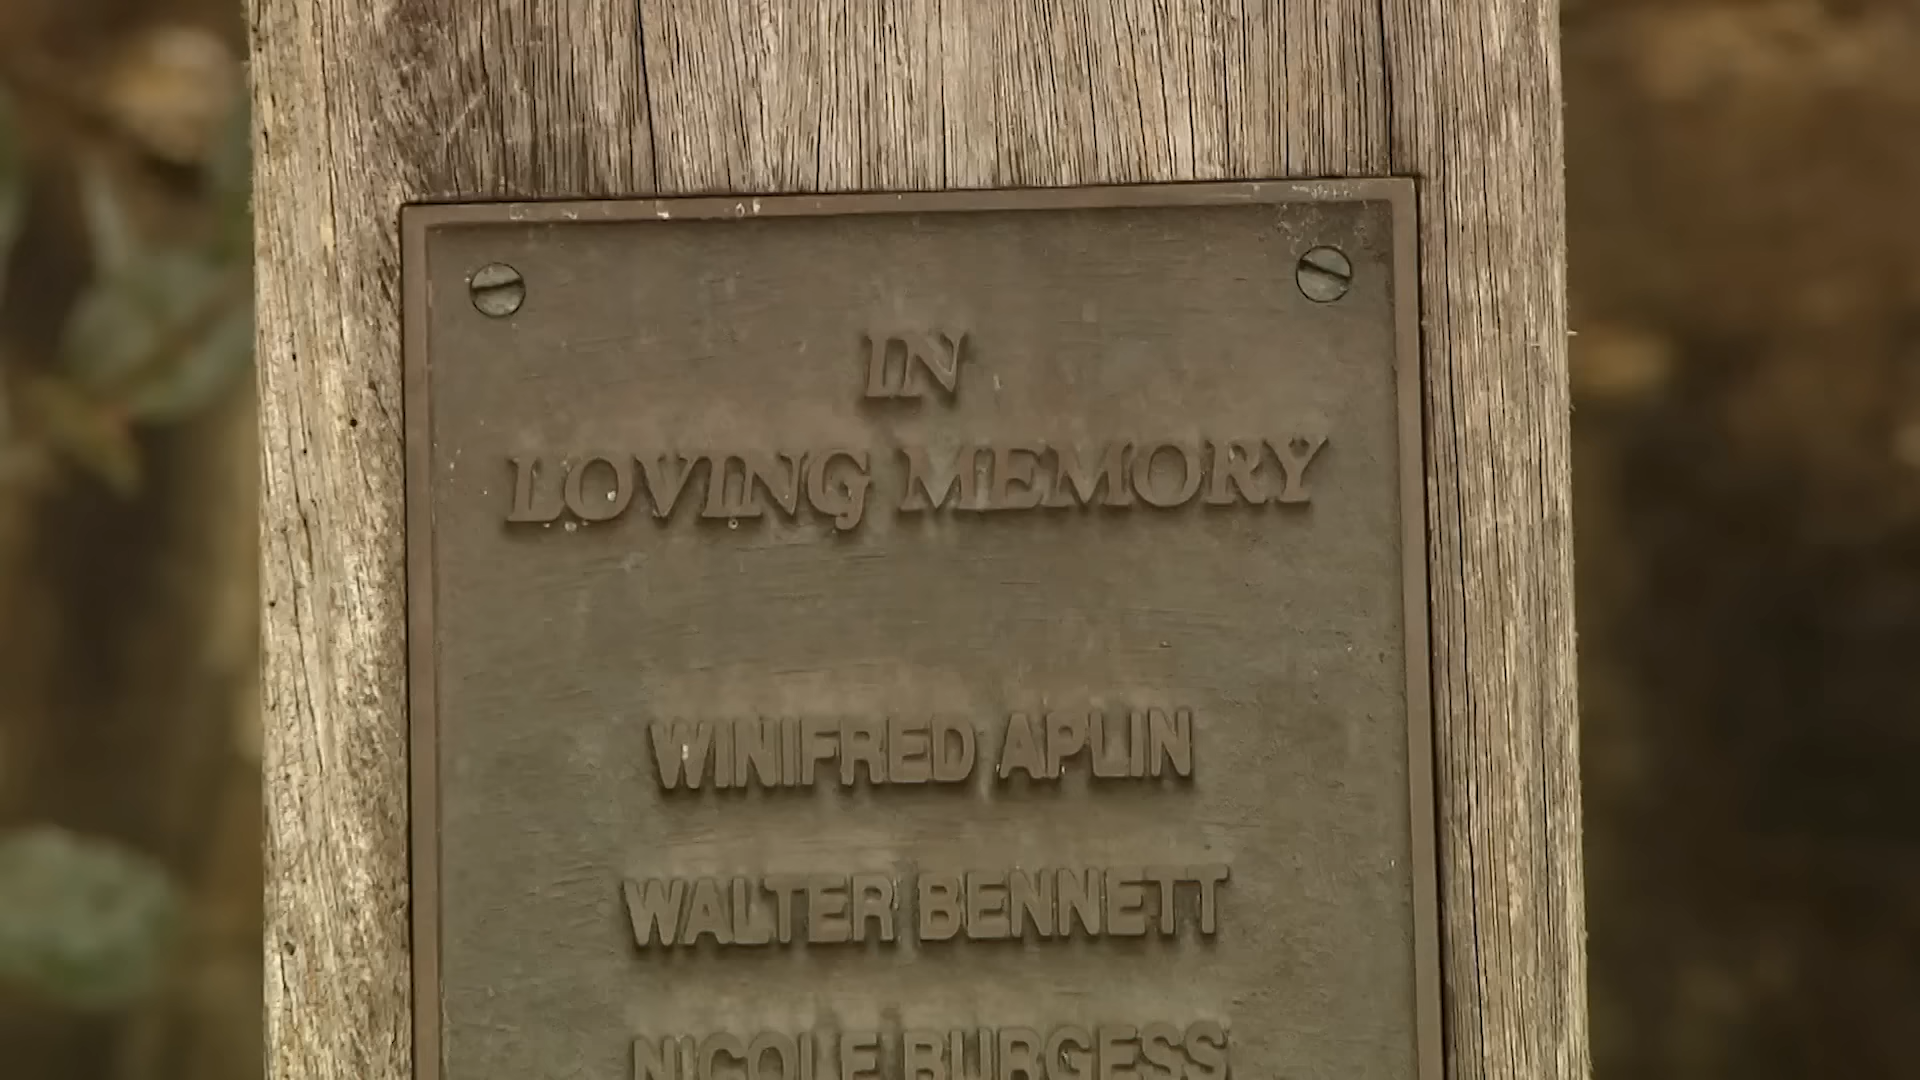 IN
LOVING MEMORY
WINIFRED APLIN
WALTER BENNETT
NICOLE BURGESS